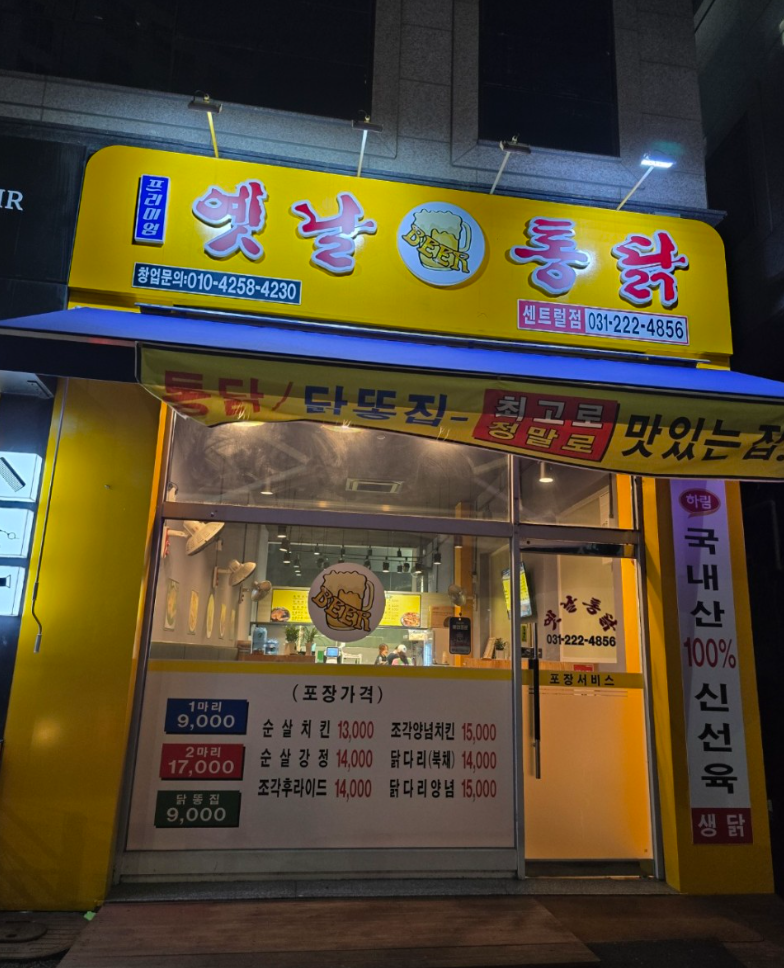 IR
프리미엄
옛날 BEER 통닭
창업문의:010-4258-4230
센트럴점 031-222-4856
통닭/닭똥집- 최고로 정말로 맛있는 집
하림
국내산 100% 신선육
생닭
BEER
옛날통닭
031-222-4856
포장서비스
(포장가격)
1마리
9,000
2마리
17,000
닭똥집
9,000
순살치킨 13,000 조각양념치킨 15,000
순살강정 14,000 닭다리(북채) 14,000
조각후라이드 14,000 닭다리양념 15,000